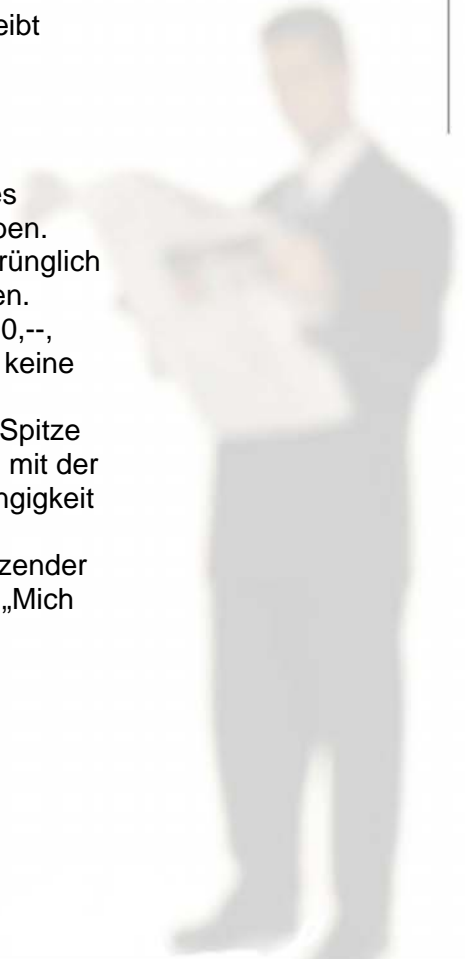 eibt
es
ben.
rünglich
en.
0,--,
keine
Spitze
mit der
ngigkeit
zender
„Mich